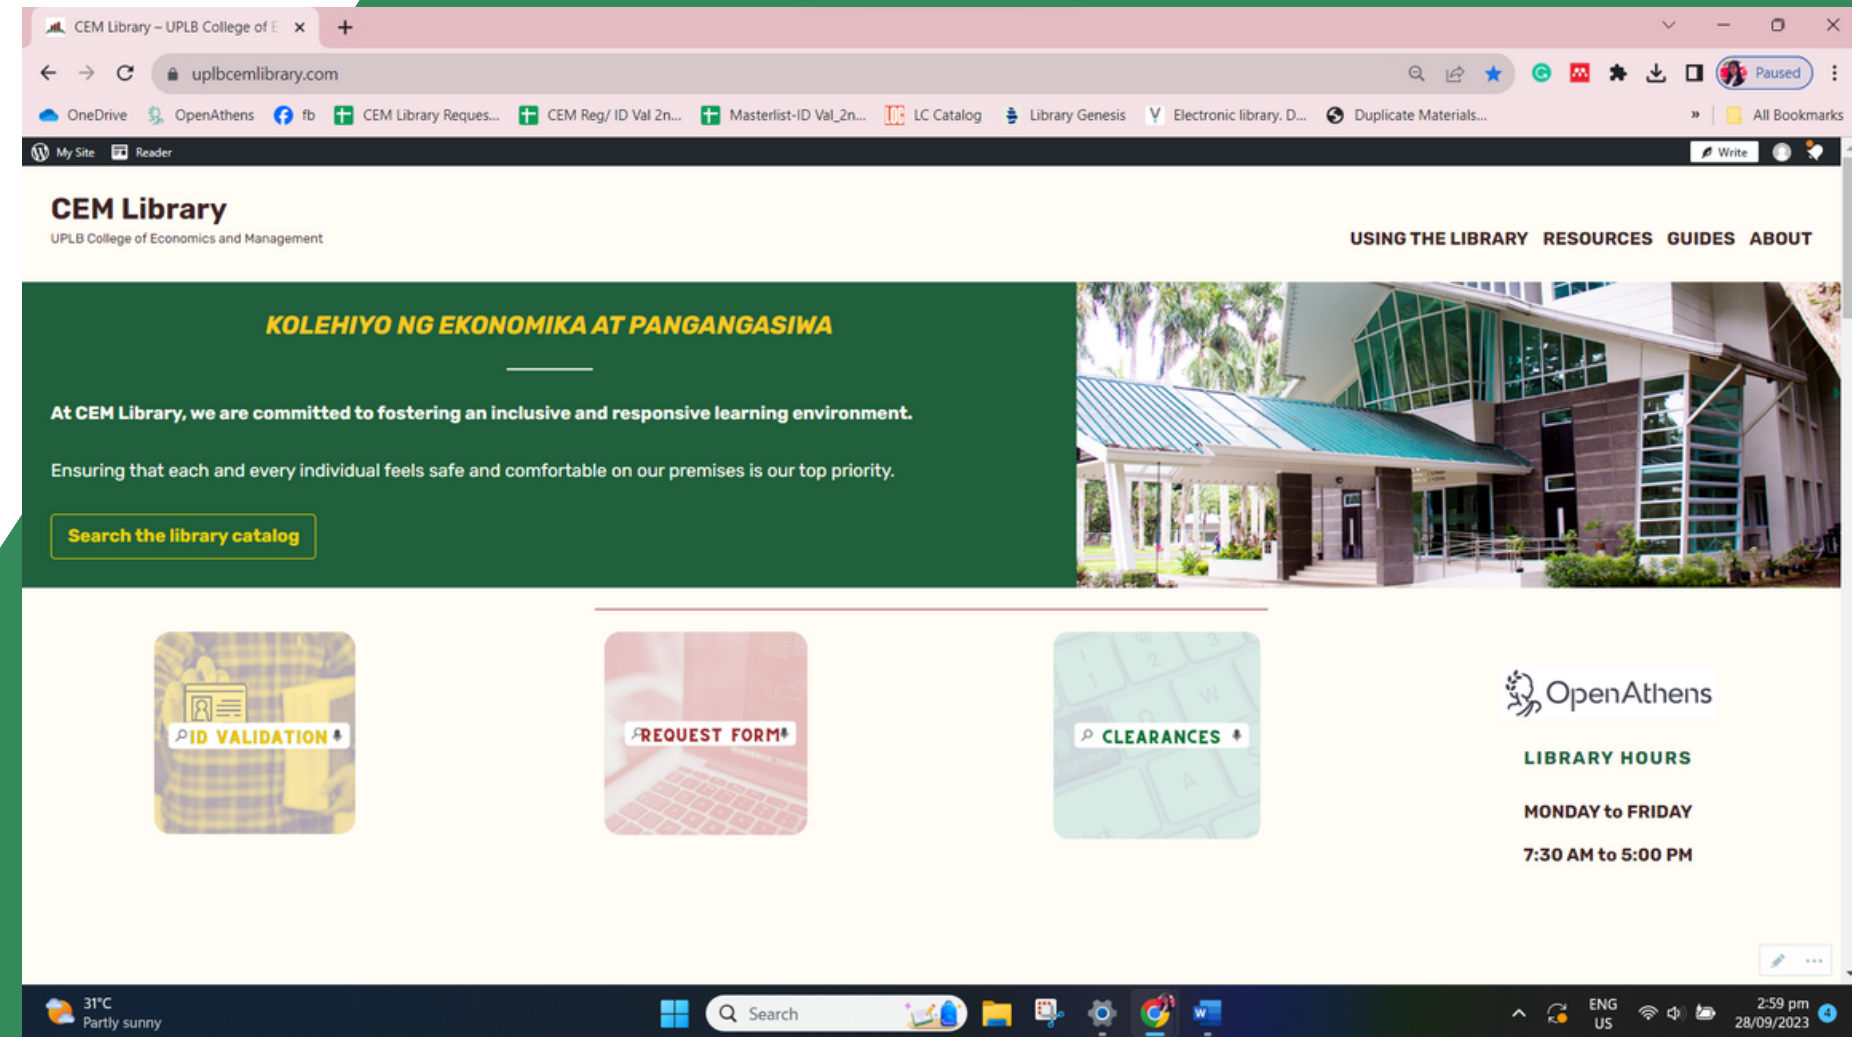 CEM Library – UPLB College of E
uplbcemlibrary.com
Paused
OneDrive OpenAthens fb CEM Library Reques... CEM Reg/ ID Val 2n... Masterlist-ID Val_2n... LC Catalog Library Genesis Electronic library. D... Duplicate Materials... » All Bookmarks
My Site Reader Write
CEM Library
UPLB College of Economics and Management
USING THE LIBRARY RESOURCES GUIDES ABOUT
KOLEHIYO NG EKONOMIKA AT PANGANGASIWA
At CEM Library, we are committed to fostering an inclusive and responsive learning environment.
Ensuring that each and every individual feels safe and comfortable on our premises is our top priority.
Search the library catalog
ID VALIDATION
REQUEST FORM
CLEARANCES
OpenAthens
LIBRARY HOURS
MONDAY to FRIDAY
7:30 AM to 5:00 PM
31°C
Partly sunny
Search
ENG
US
2:59 pm
28/09/2023
4